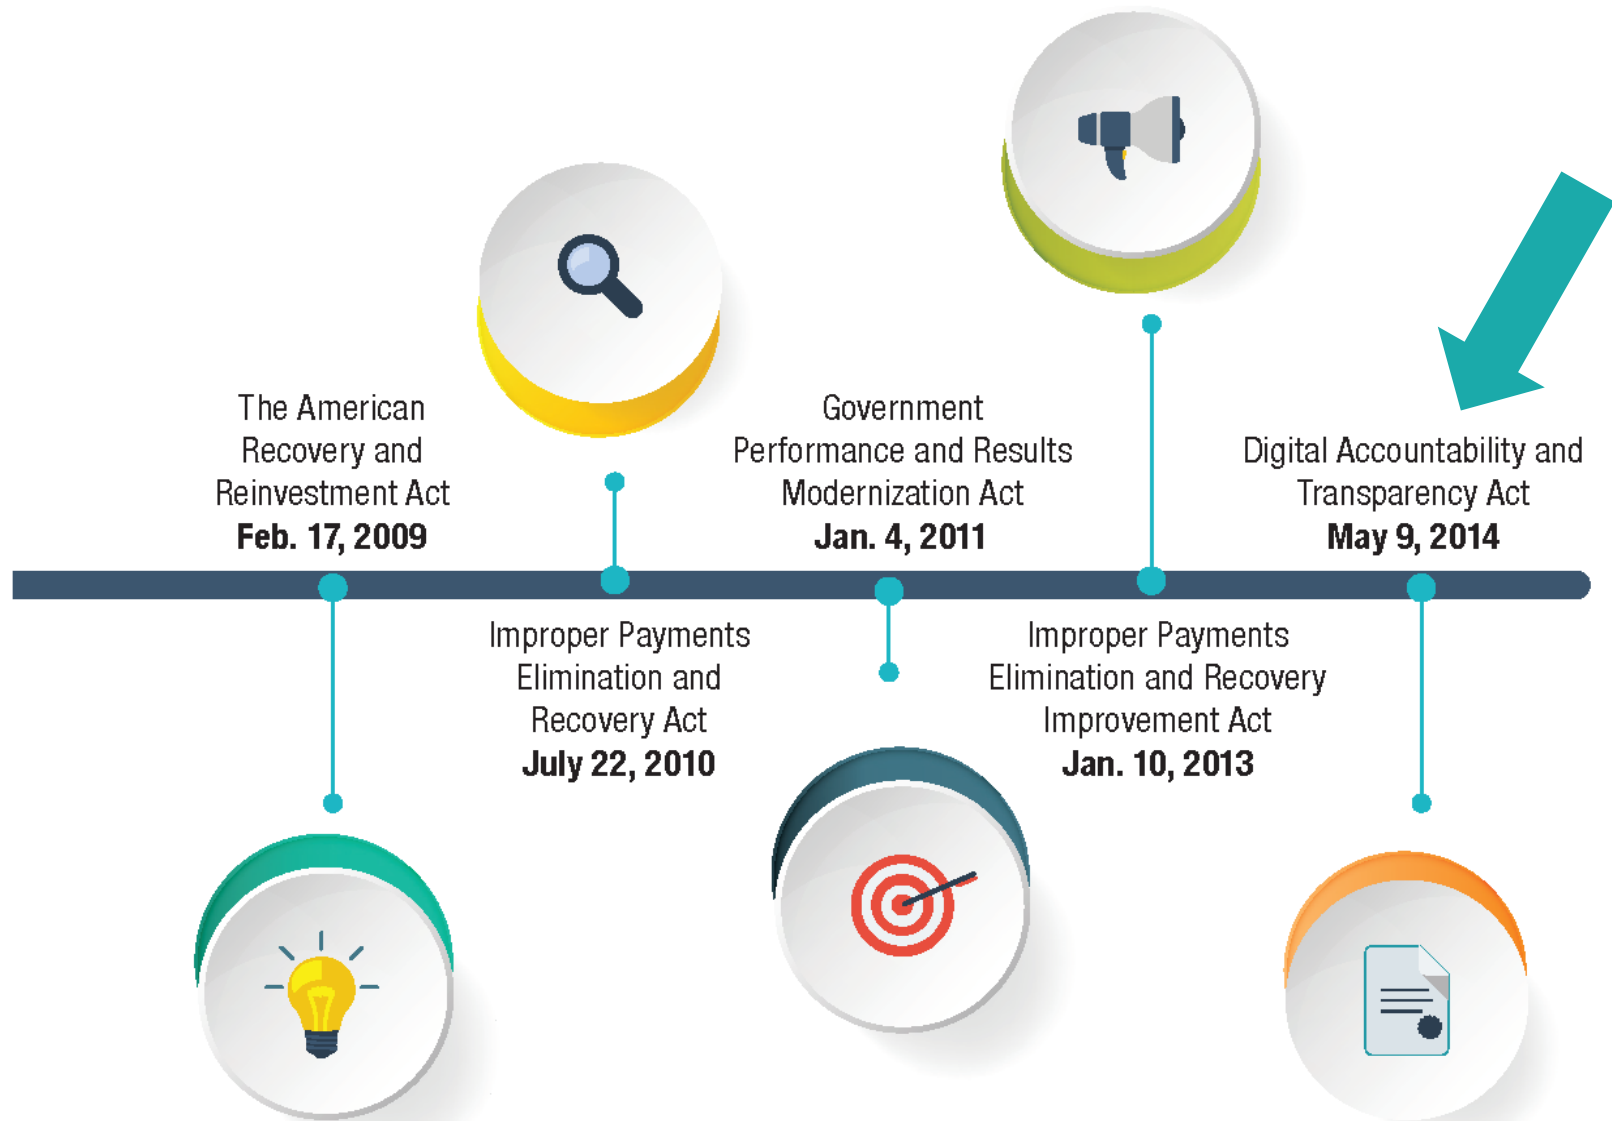 The American
Recovery and
Reinvestment Act
Feb. 17, 2009
Improper Payments
Elimination and
Recovery Act
July 22, 2010
Government
Performance and Results
Modernization Act
Jan. 4, 2011
Improper Payments
Elimination and Recovery
Improvement Act
Jan. 10, 2013
Digital Accountability and
Transparency Act
May 9, 2014